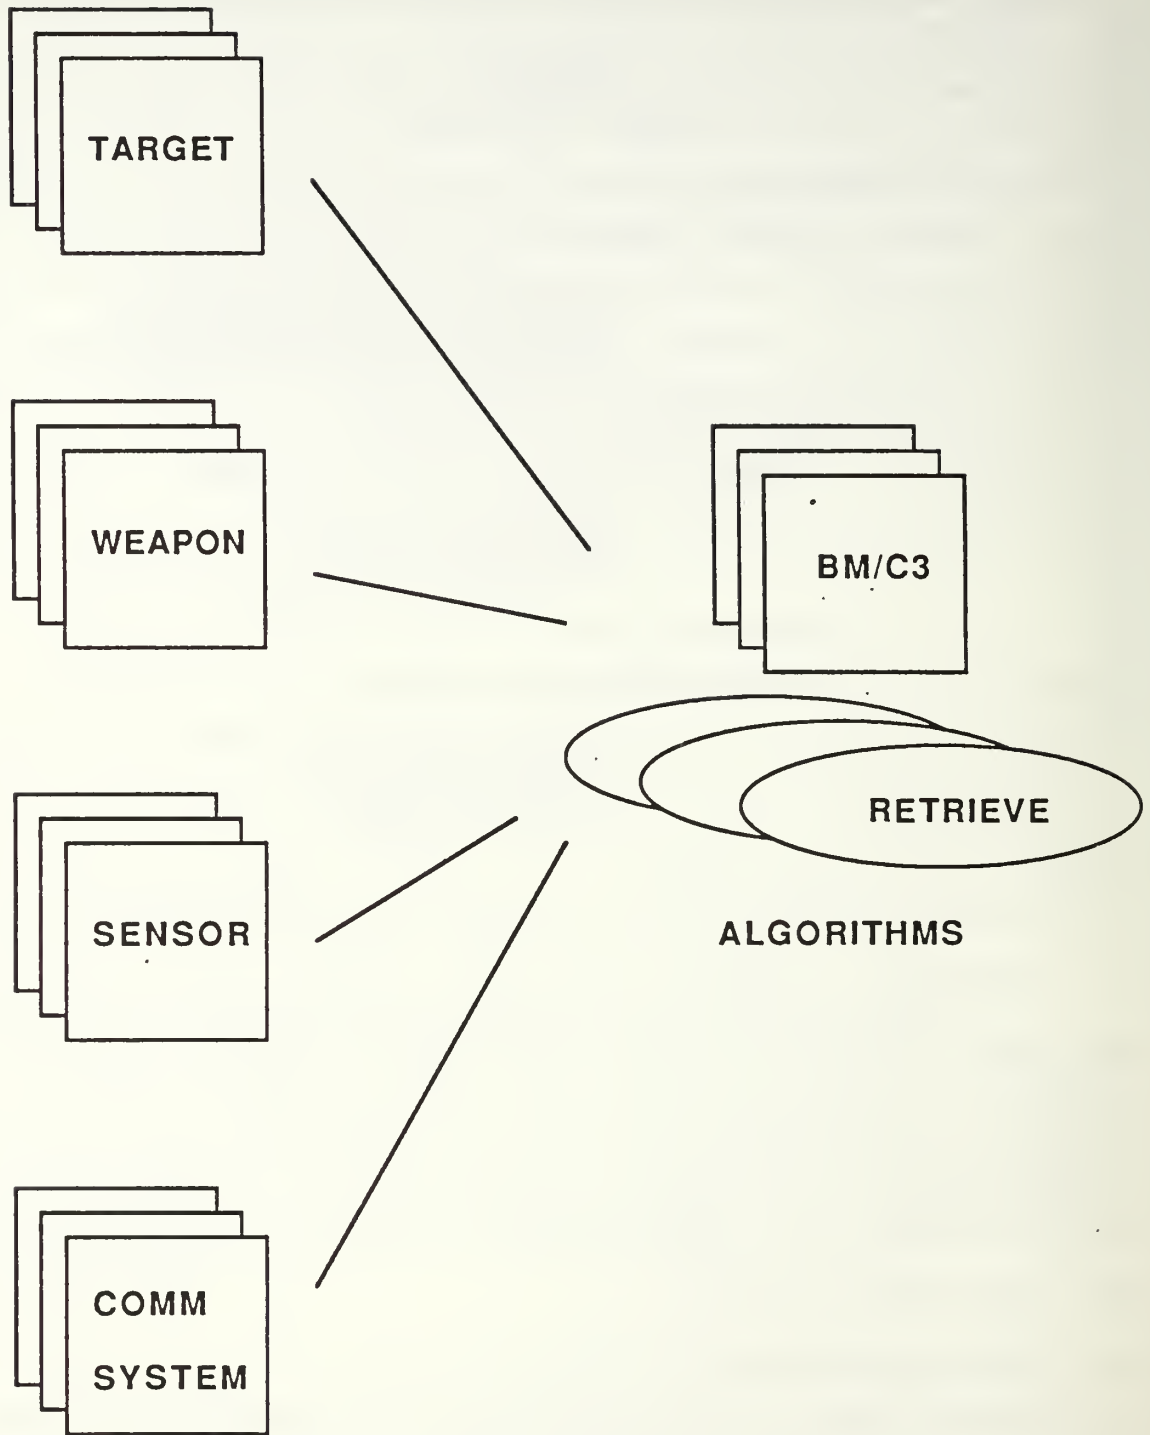 TARGET
WEAPON
BM/C3
RETRIEVE
SENSOR
ALGORITHMS
COMM
SYSTEM